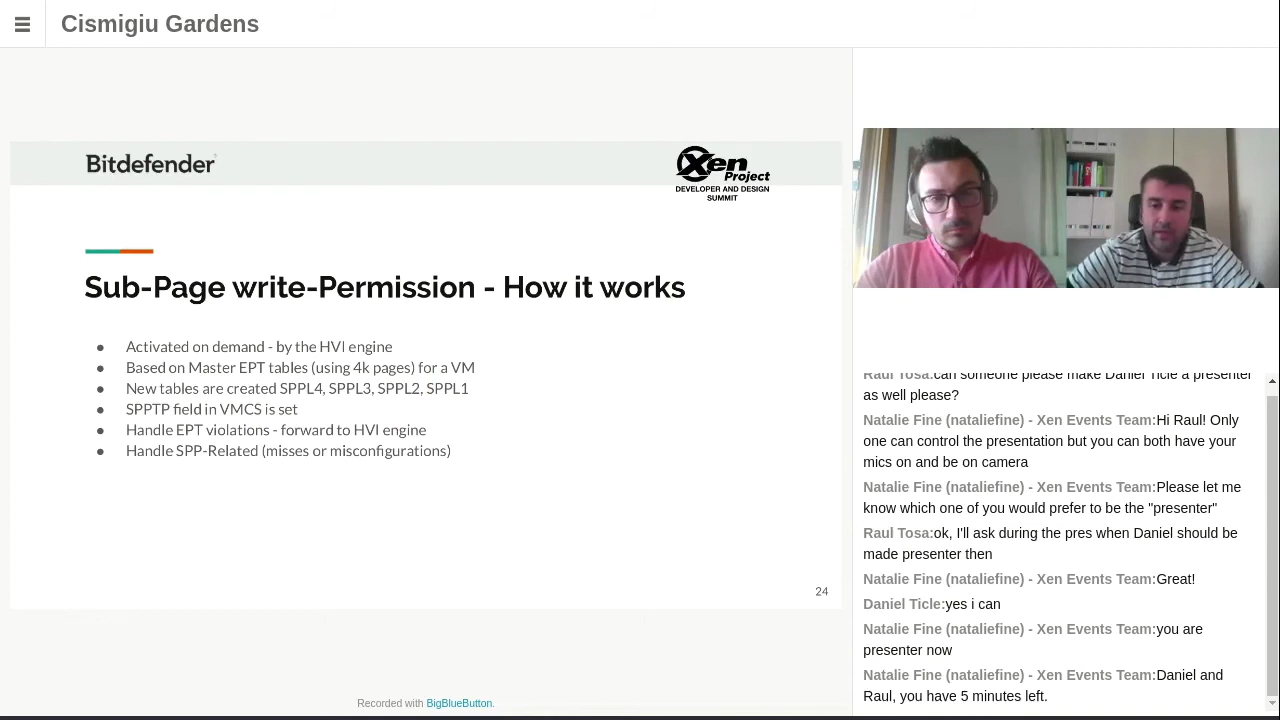 Cismigiu Gardens
Bitdefender
Xen
Project
DEVELOPER AND DESIGN
SUMMIT
Sub-Page write-Permission - How it works
● Activated on demand - by the HVI engine
● Based on Master EPT tables (using 4k pages) for a VM
● New tables are created SPPL4, SPPL3, SPPL2, SPPL1
● SPPTP field in VMCS is set
● Handle EPT violations - forward to HVI engine
● Handle SPP-Related (misses or misconfigurations)
24
Recorded with BigBlueButton.
Raul Tosa:can someone please make Daniel Ticle a presenter
as well please?
Natalie Fine (nataliefine) - Xen Events Team:Hi Raul! Only
one can control the presentation but you can both have your
mics on and be on camera
Natalie Fine (nataliefine) - Xen Events Team:Please let me
know which one of you would prefer to be the "presenter"
Raul Tosa:ok, I'll ask during the pres when Daniel should be
made presenter then
Natalie Fine (nataliefine) - Xen Events Team:Great!
Daniel Ticle:yes i can
Natalie Fine (nataliefine) - Xen Events Team:you are
presenter now
Natalie Fine (nataliefine) - Xen Events Team:Daniel and
Raul, you have 5 minutes left.